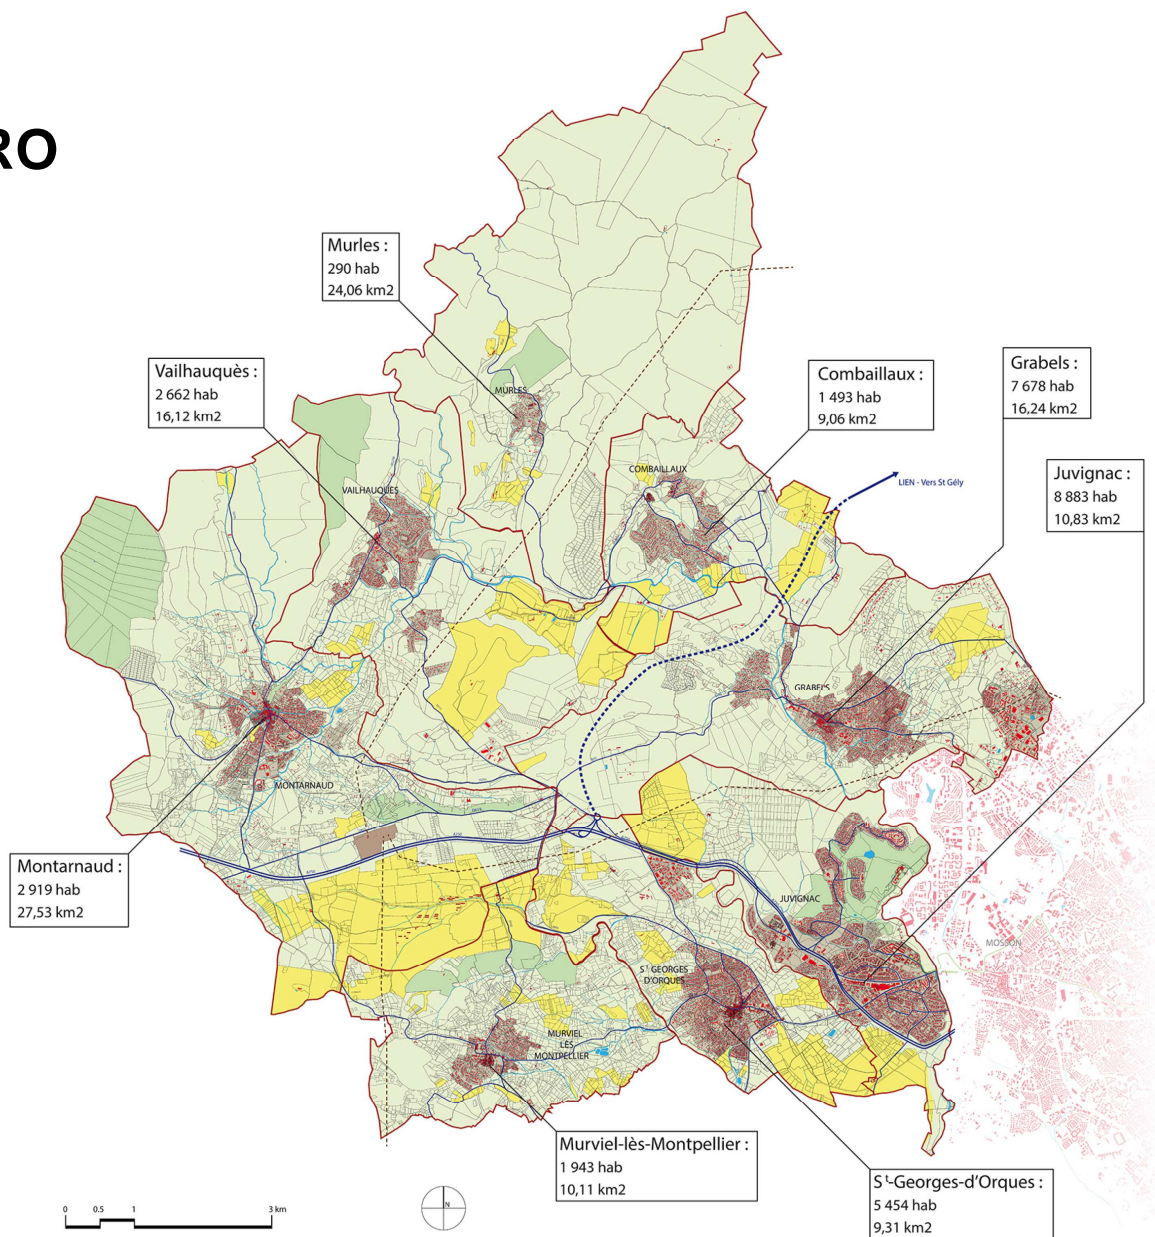 RO
Murles :
290 hab
24,06 km2
Vailhauquès :
2 662 hab
16,12 km2
Combaillaux :
1 493 hab
9,06 km2
Grabels :
7 678 hab
16,24 km2
Juvignac :
8 883 hab
10,83 km2
MURLES
COMBAILLAUX
VAILHAUQUES
LIEN - Vers St Gély
GRABELS
MONTARNAUD
Montarnaud :
2 919 hab
27,53 km2
JUVIGNAC
MOSSON
St GEORGES
D'ORQUES
MURVIEL
LÈS
MONTPELLIER
Murviel-lès-Montpellier :
1 943 hab
10,11 km2
St-Georges-d'Orques :
5 454 hab
9,31 km2
0 0.5 1 3 km
N